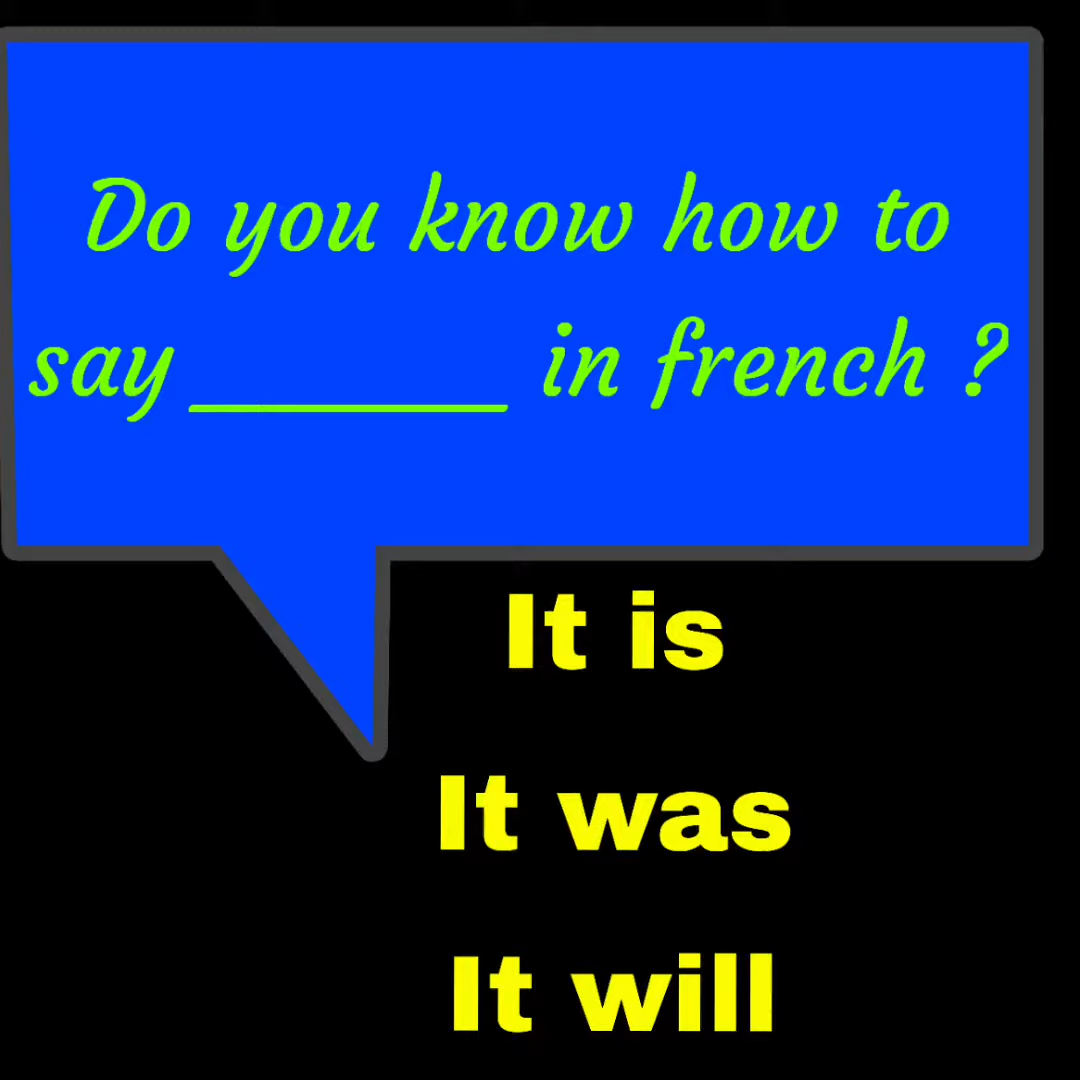 Do you know how to
say ________ in french ?
It is
It was
It will